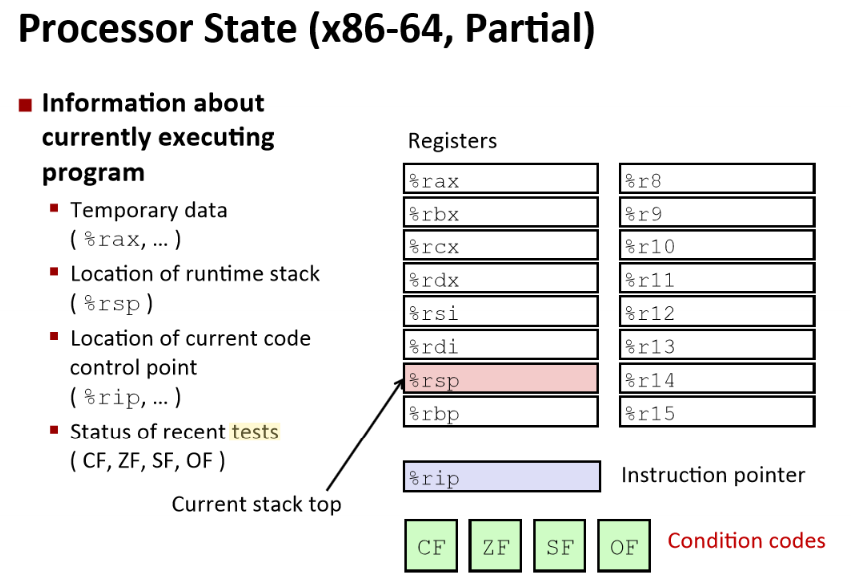 Processor State (x86-64, Partial)
Information about
currently executing
program
Temporary data
( %rax, … )
Location of runtime stack
( %rsp )
Location of current code
control point
( %rip, … )
Status of recent tests
( CF, ZF, SF, OF )
Current stack top
Registers
%rax
%rbx
%rcx
%rdx
%rsi
%rdi
%rsp
%rbp
%r8
%r9
%r10
%r11
%r12
%r13
%r14
%r15
%rip
Instruction pointer
CF ZF SF OF
Condition codes